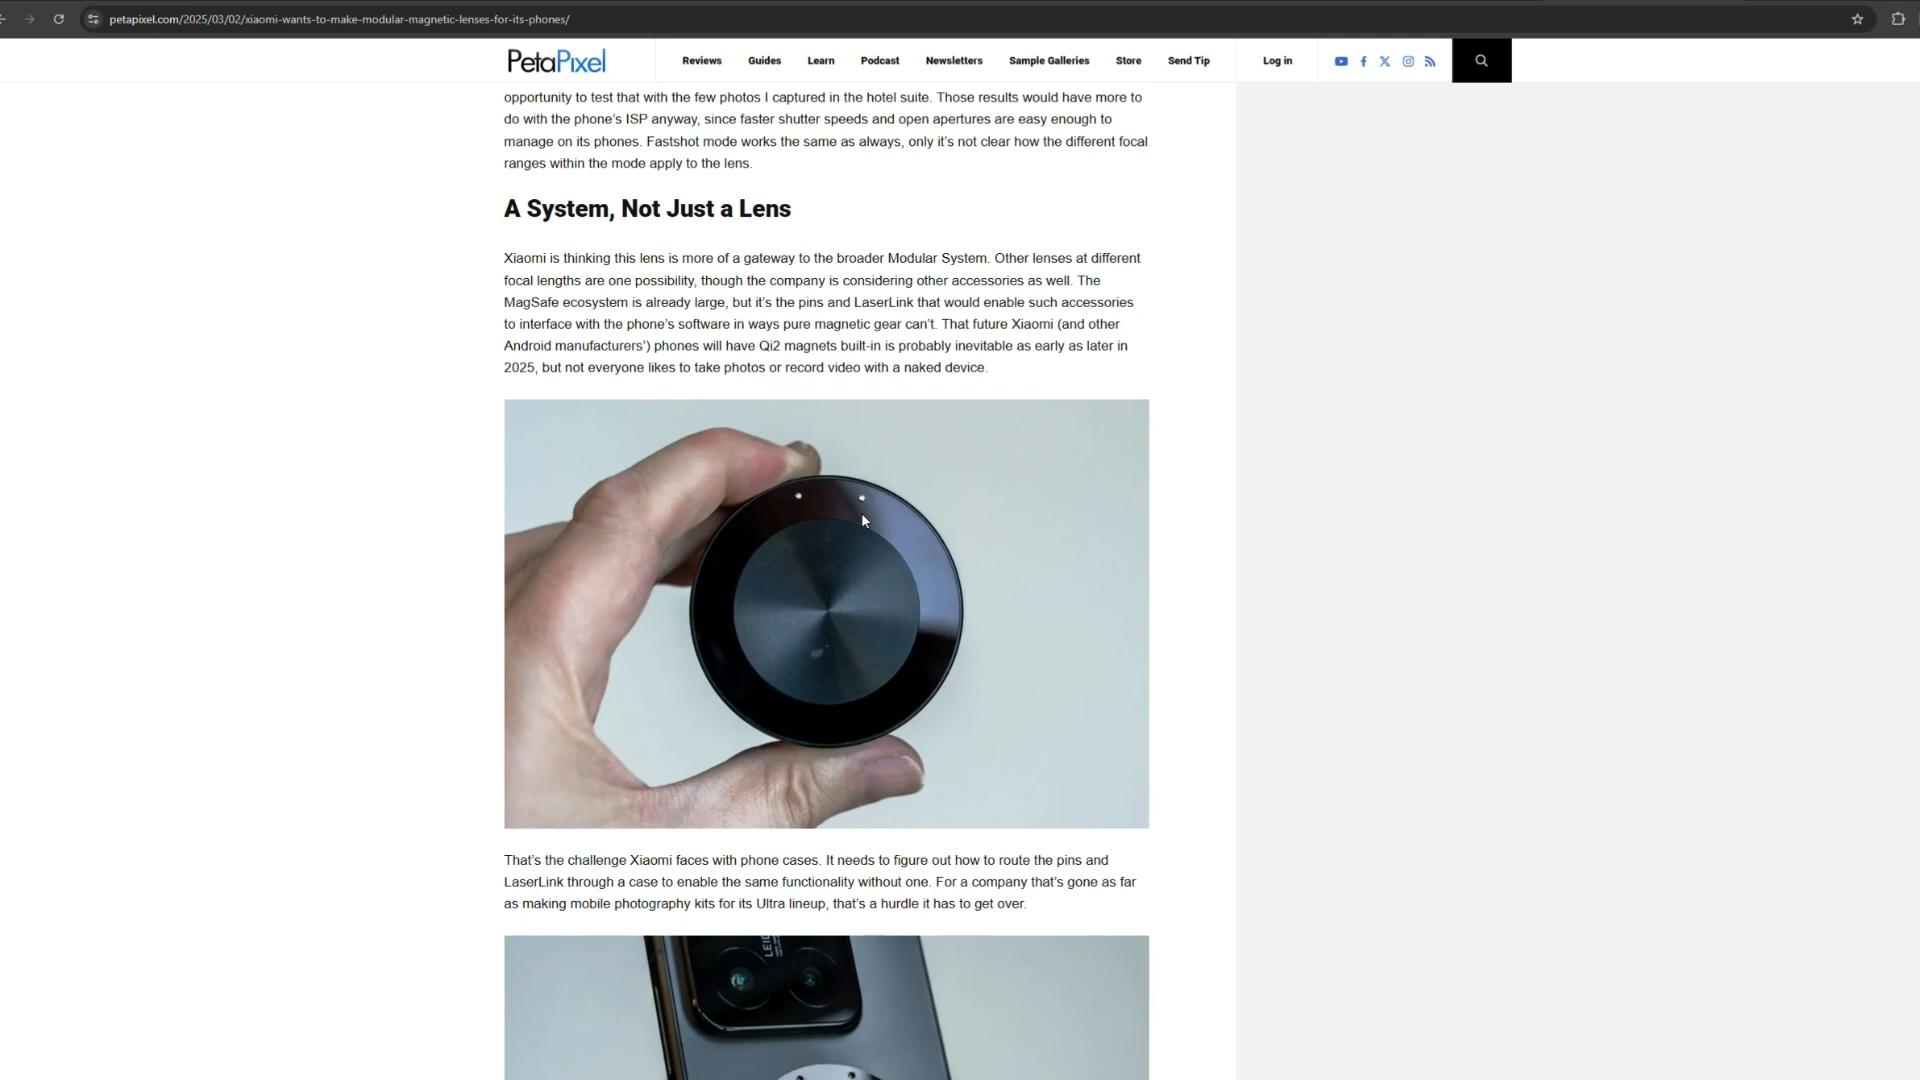 petapixel.com/2025/03/02/xiaomi-wants-to-make-modular-magnetic-lenses-for-its-phones/
PetaPixel
Reviews Guides Learn Podcast Newsletters Sample Galleries Store Send Tip Log in
opportunity to test that with the few photos I captured in the hotel suite. Those results would have more to
do with the phone's ISP anyway, since faster shutter speeds and open apertures are easy enough to
manage on its phones. Fastshot mode works the same as always, only it's not clear how the different focal
ranges within the mode apply to the lens.
A System, Not Just a Lens
Xiaomi is thinking this lens is more of a gateway to the broader Modular System. Other lenses at different
focal lengths are one possibility, though the company is considering other accessories as well. The
MagSafe ecosystem is already large, but it's the pins and LaserLink that would enable such accessories
to interface with the phone's software in ways pure magnetic gear can't. That future Xiaomi (and other
Android manufacturers') phones will have Qi2 magnets built-in is probably inevitable as early as later in
2025, but not everyone likes to take photos or record video with a naked device.
That's the challenge Xiaomi faces with phone cases. It needs to figure out how to route the pins and
LaserLink through a case to enable the same functionality without one. For a company that's gone as far
as making mobile photography kits for its Ultra lineup, that's a hurdle it has to get over.